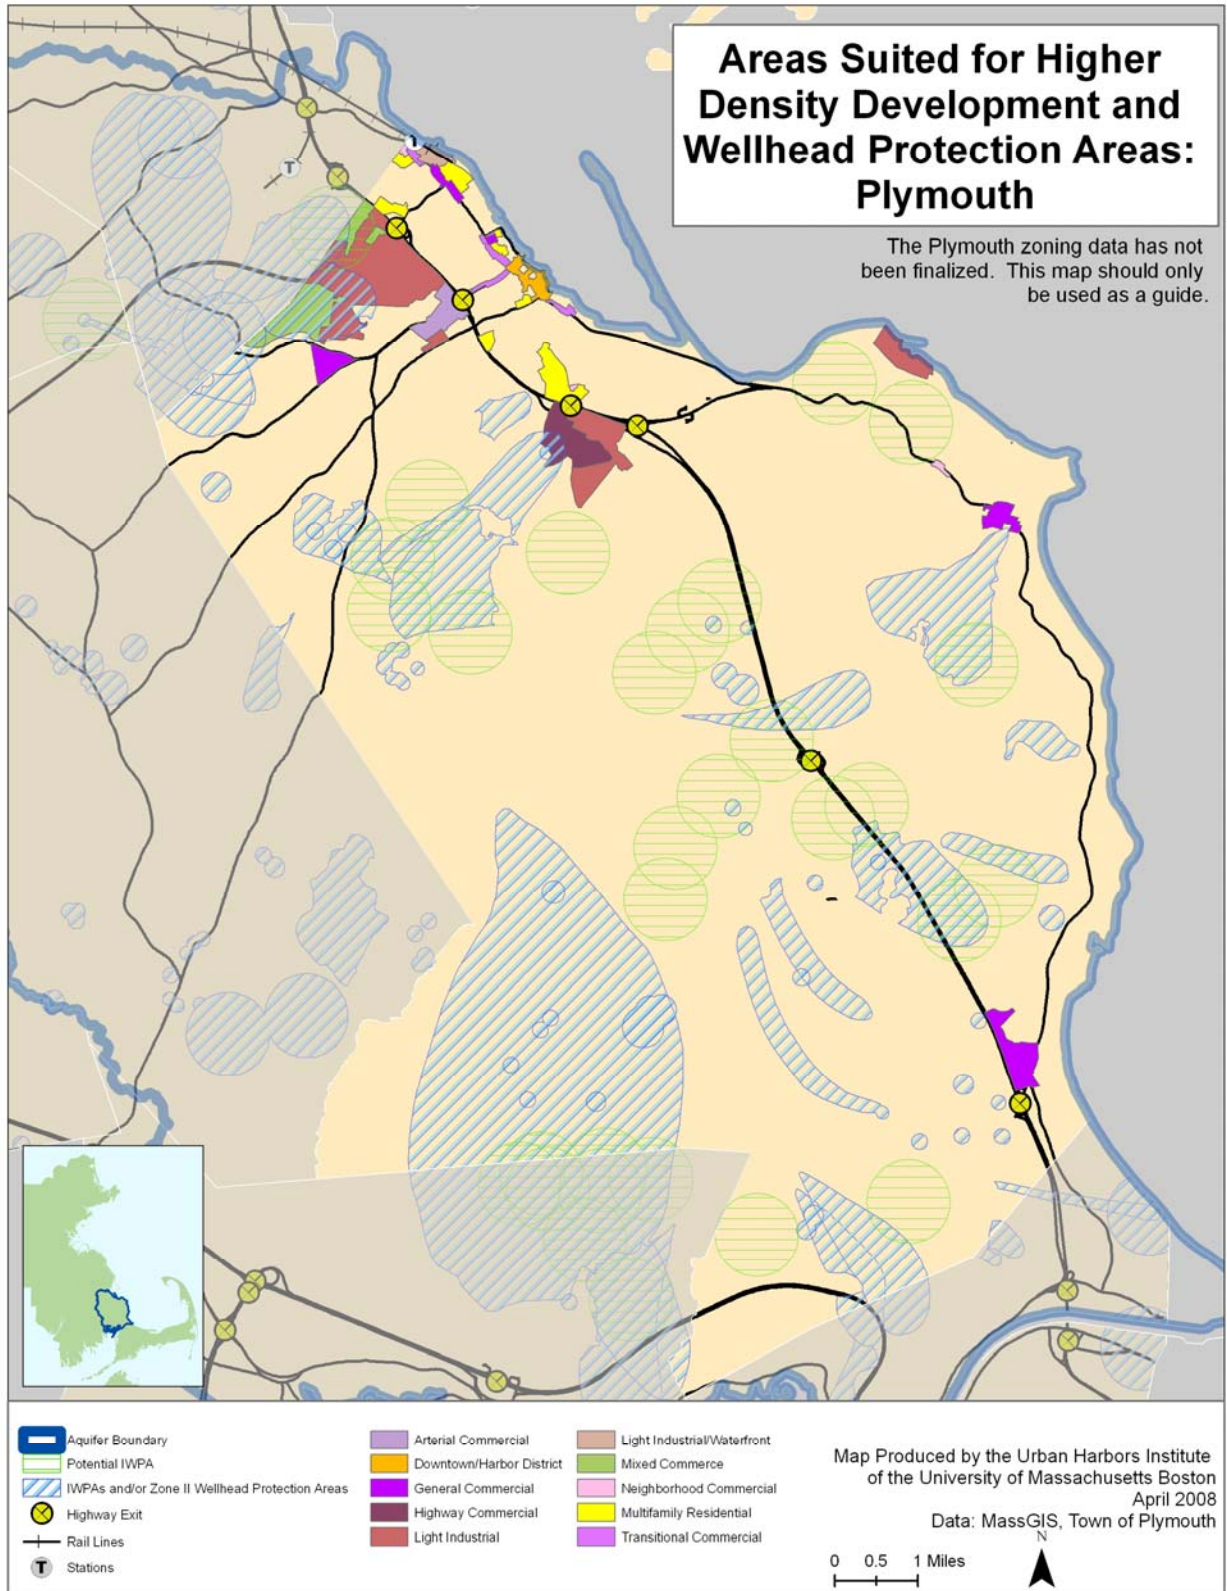 Areas Suited for Higher
Density Development and
Wellhead Protection Areas:
Plymouth
The Plymouth zoning data has not
been finalized. This map should only
be used as a guide.
T
Aquifer Boundary
Potential IWPA
IWPAs and/or Zone II Wellhead Protection Areas
Highway Exit
Rail Lines
T Stations
Arterial Commercial
Downtown/Harbor District
General Commercial
Highway Commercial
Light Industrial
Light Industrial/Waterfront
Mixed Commerce
Neighborhood Commercial
Multifamily Residential
Transitional Commercial
Map Produced by the Urban Harbors Institute
of the University of Massachusetts Boston
April 2008
Data: MassGIS, Town of Plymouth
N
0 0.5 1 Miles